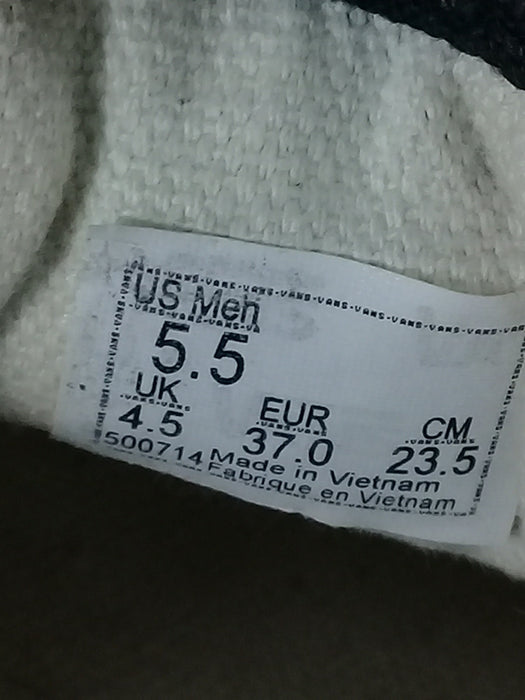 US Men
5.5
UK EUR CM
4.5 37.0 23.5
500714 Made in Vietnam
Fabrique en Vietnam